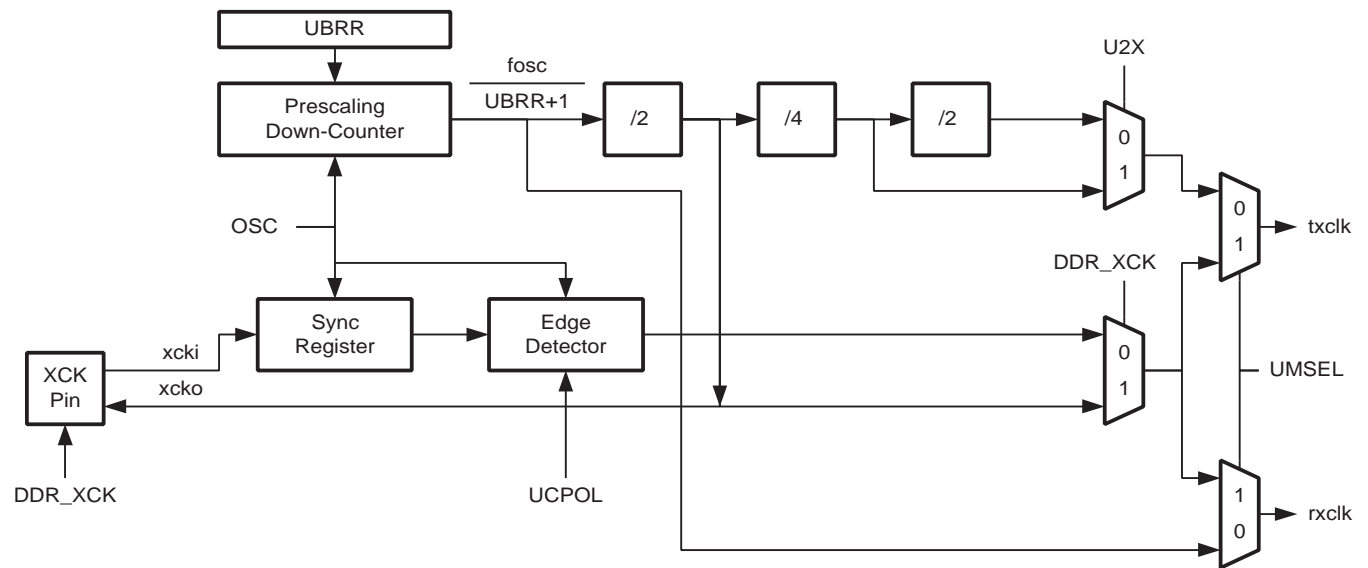 UBRR
fosc
UBRR+1
U2X
Prescaling
Down-Counter
/2
/4
/2
0
1
OSC
0
1
txclk
DDR_XCK
Sync
Register
Edge
Detector
xcki
0
1
UMSEL
XCK
Pin
xcko
DDR_XCK
UCPOL
1
0
rxclk